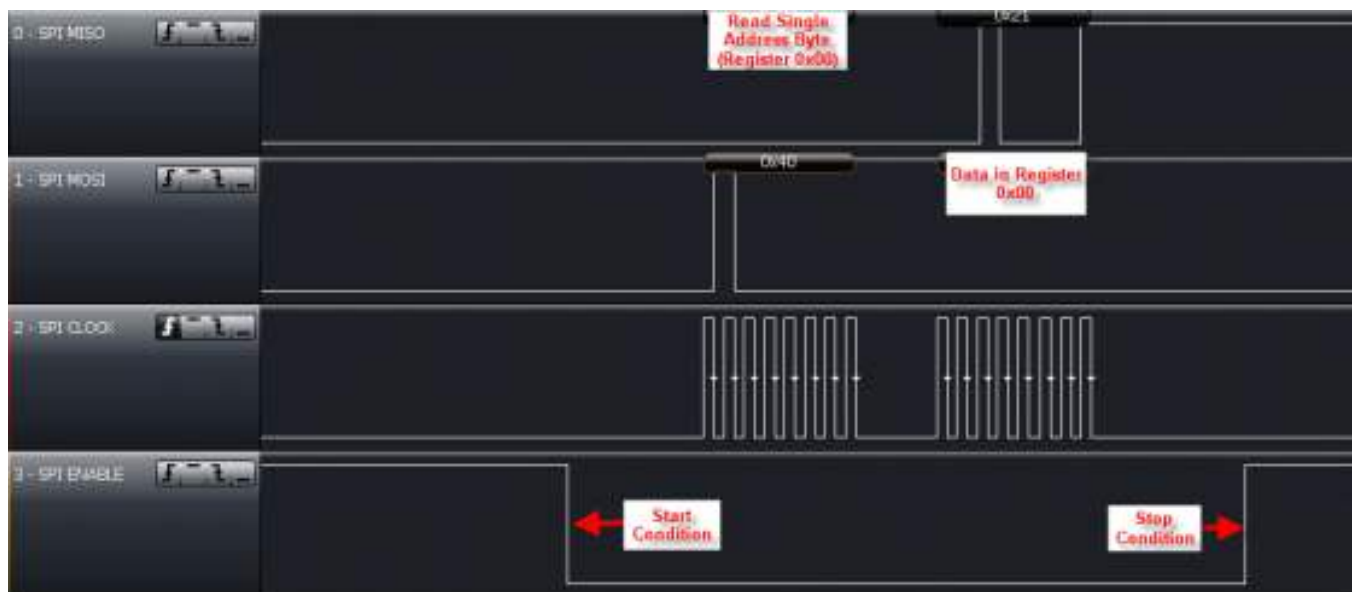 0 - SPI MISO
Read Single
Address Byte
(Register 0x00)
0x21
1 - SPI MOSI
0X40
Data in Register
0x00
2 - SPI CLOCK
3 - SPI ENABLE
Start
Condition
Stop
Condition